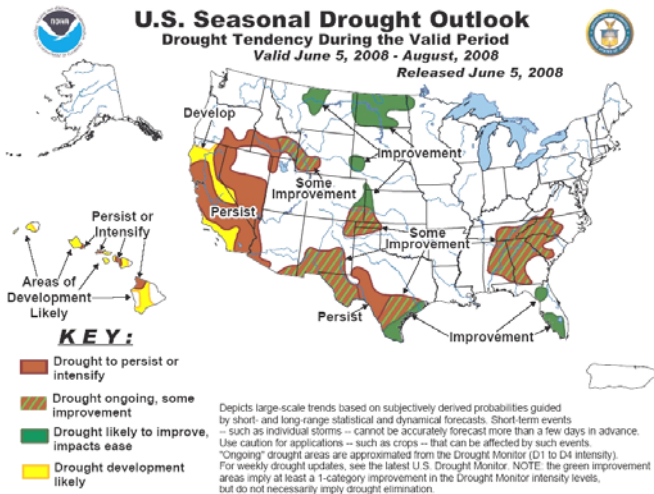 NOAA
U.S. Seasonal Drought Outlook
Drought Tendency During the Valid Period
Valid June 5, 2008 - August, 2008
Released June 5, 2008
Develop
Improvement
Some
Improvement
Persist
Some
Improvement
Persist or
Intensify
Areas of
Development
Likely
Persist
Improvement
KEY:
Drought to persist or
intensify
Drought ongoing, some
improvement
Drought likely to improve,
impacts ease
Drought development
likely
Depicts large-scale trends based on subjectively derived probabilities guided
by short- and long-range statistical and dynamical forecasts. Short-term events
-- such as individual storms -- cannot be accurately forecast more than a few days in advance.
Use caution for applications -- such as crops -- that can be affected by such events.
"Ongoing" drought areas are approximated from the Drought Monitor (D1 to D4 intensity).
For weekly drought updates, see the latest U.S. Drought Monitor. NOTE: the green improvement
areas imply at least a 1-category improvement in the Drought Monitor intensity levels,
but do not necessarily imply drought elimination.